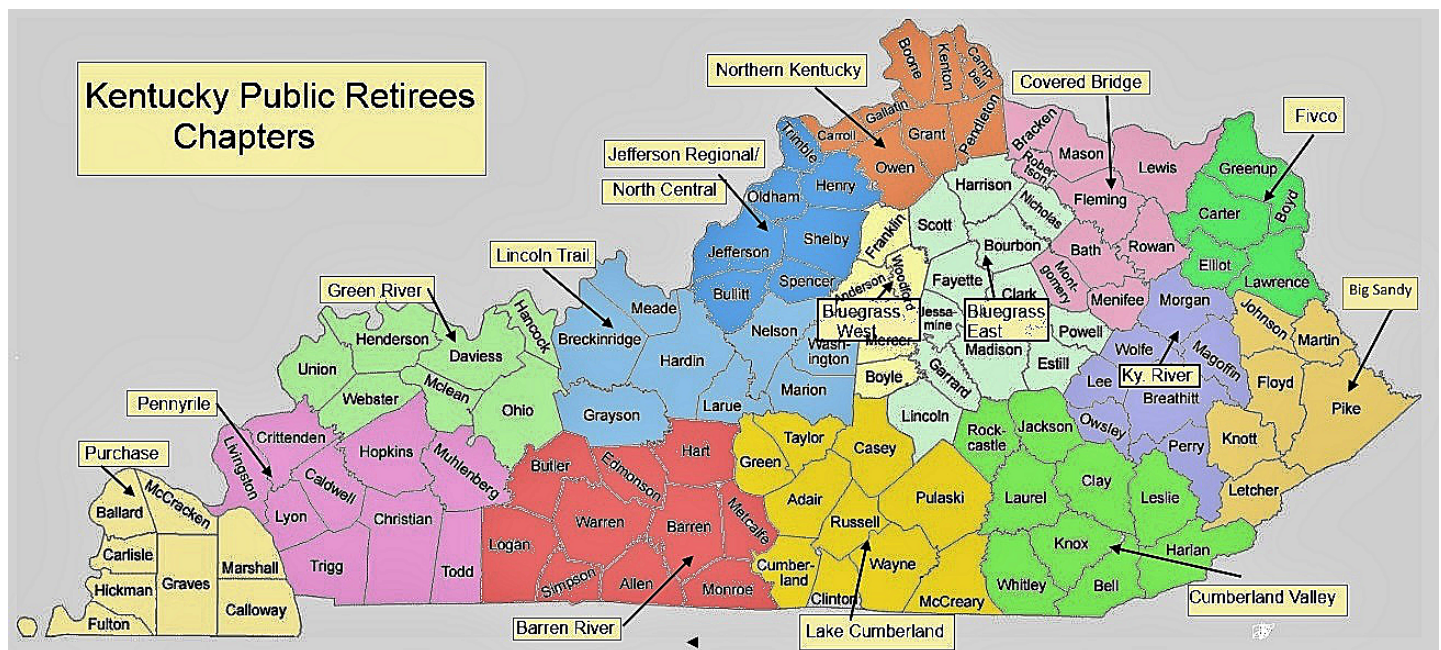 Kentucky Public Retirees
Chapters
Northern Kentucky
Covered Bridge
Fivco
Jefferson Regional/
North Central
Lincoln Trail
Green River
Big Sandy
Pennyrile
Purchase
Bluegrass
West
Bluegrass
East
Ky. River
Barren River
Lake Cumberland
Cumberland Valley
Boone
Kenton
Camp-
bell
Gallatin
Carroll
Grant
Pendleton
Owen
Trimble
Henry
Oldham
Jefferson
Shelby
Spencer
Bullitt
Bracken
Mason
Rober-
tson
Lewis
Fleming
Bath
Rowan
Mont-
gomery
Menifee
Greenup
Carter
Boyd
Elliot
Lawrence
Harrison
Nicholas
Scott
Bourbon
Fayette
Clark
Jessa-
mine
Madison
Powell
Estill
Garrard
Lincoln
Franklin
Woodford
Anderson
Mercer
Boyle
Morgan
Wolfe
Magoffin
Lee
Breathitt
Owsley
Perry
Johnson
Martin
Floyd
Pike
Knott
Letcher
Meade
Breckinridge
Hardin
Nelson
Wash-
ington
Marion
Larue
Grayson
Hancock
Henderson
Daviess
Union
Webster
Mclean
Ohio
Crittenden
Livingston
Hopkins
Caldwell
Muhlenberg
Lyon
Christian
Trigg
Todd
Ballard
McCracken
Carlisle
Hickman
Graves
Marshall
Calloway
Fulton
Butler
Edmonson
Hart
Warren
Barren
Metcalfe
Logan
Simpson
Allen
Monroe
Green
Taylor
Casey
Adair
Russell
Pulaski
Cumber-
land
Clinton
Wayne
McCreary
Rock-
castle
Jackson
Laurel
Clay
Leslie
Knox
Harlan
Whitley
Bell